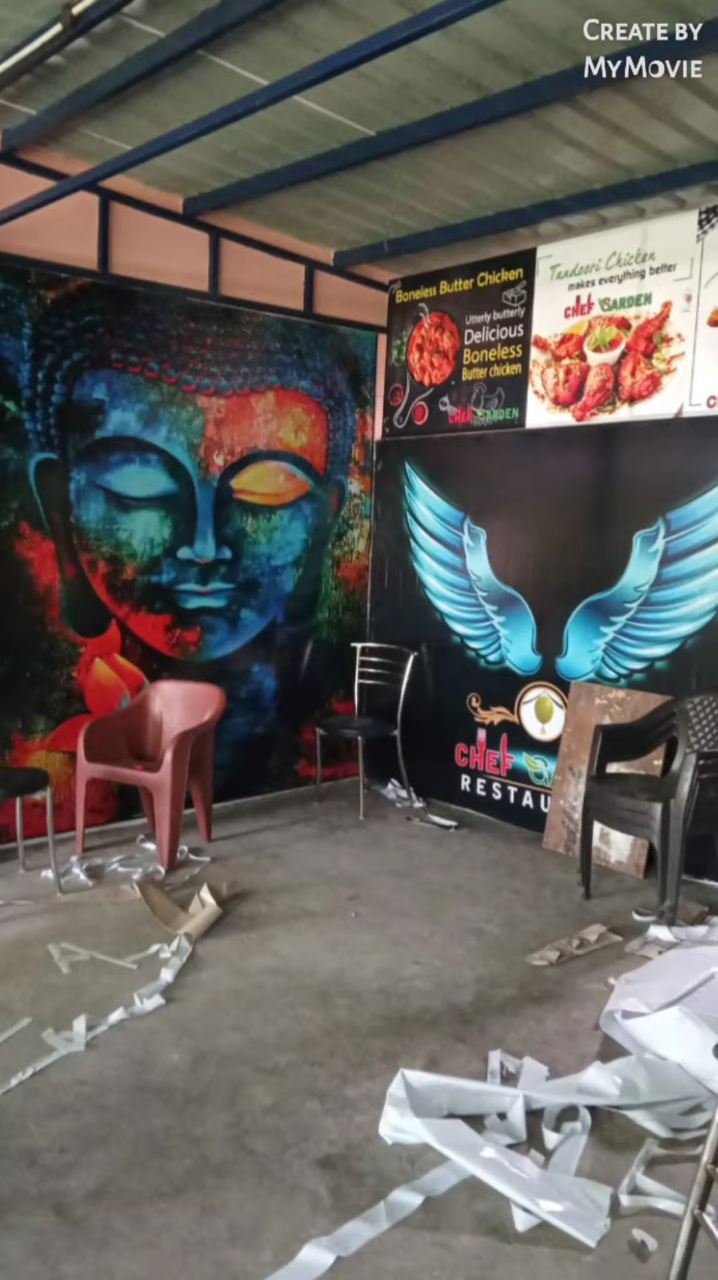 CREATE BY
MYMOVIE
Boneless Butter Chicken
Utterly butterly
Delicious
Boneless
Butter chicken
CHEF GARDEN
Tandoori Chicken
makes everything better
CHEF GARDEN
CHEF
RESTAU